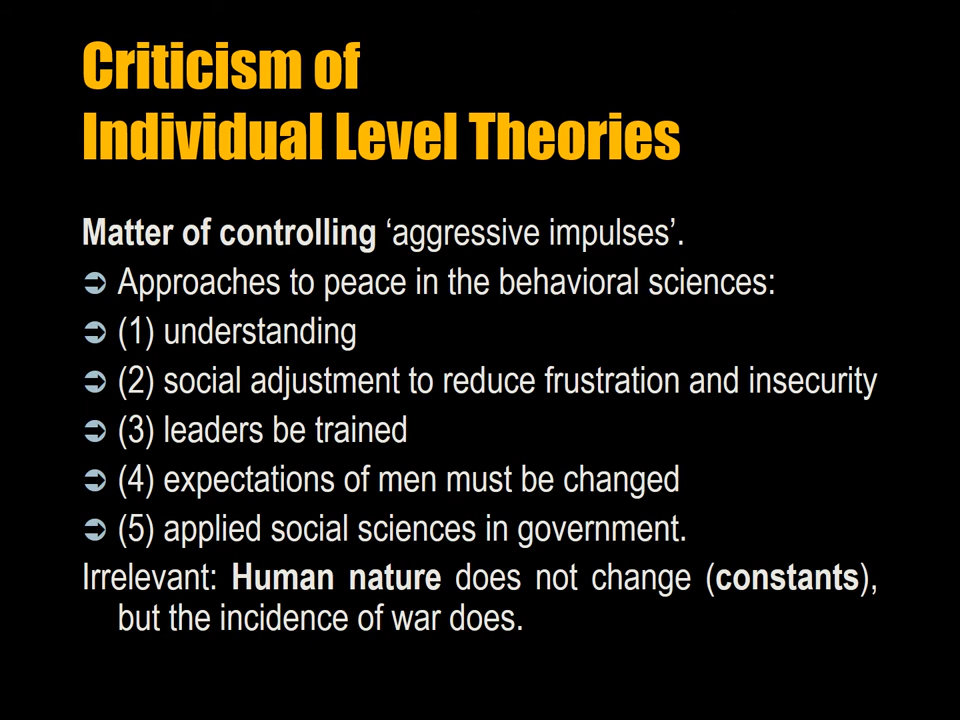 Criticism of
Individual Level Theories
Matter of controlling ‘aggressive impulses’.
➲ Approaches to peace in the behavioral sciences:
➲ (1) understanding
➲ (2) social adjustment to reduce frustration and insecurity
➲ (3) leaders be trained
➲ (4) expectations of men must be changed
➲ (5) applied social sciences in government.
Irrelevant: Human nature does not change (constants),
but the incidence of war does.